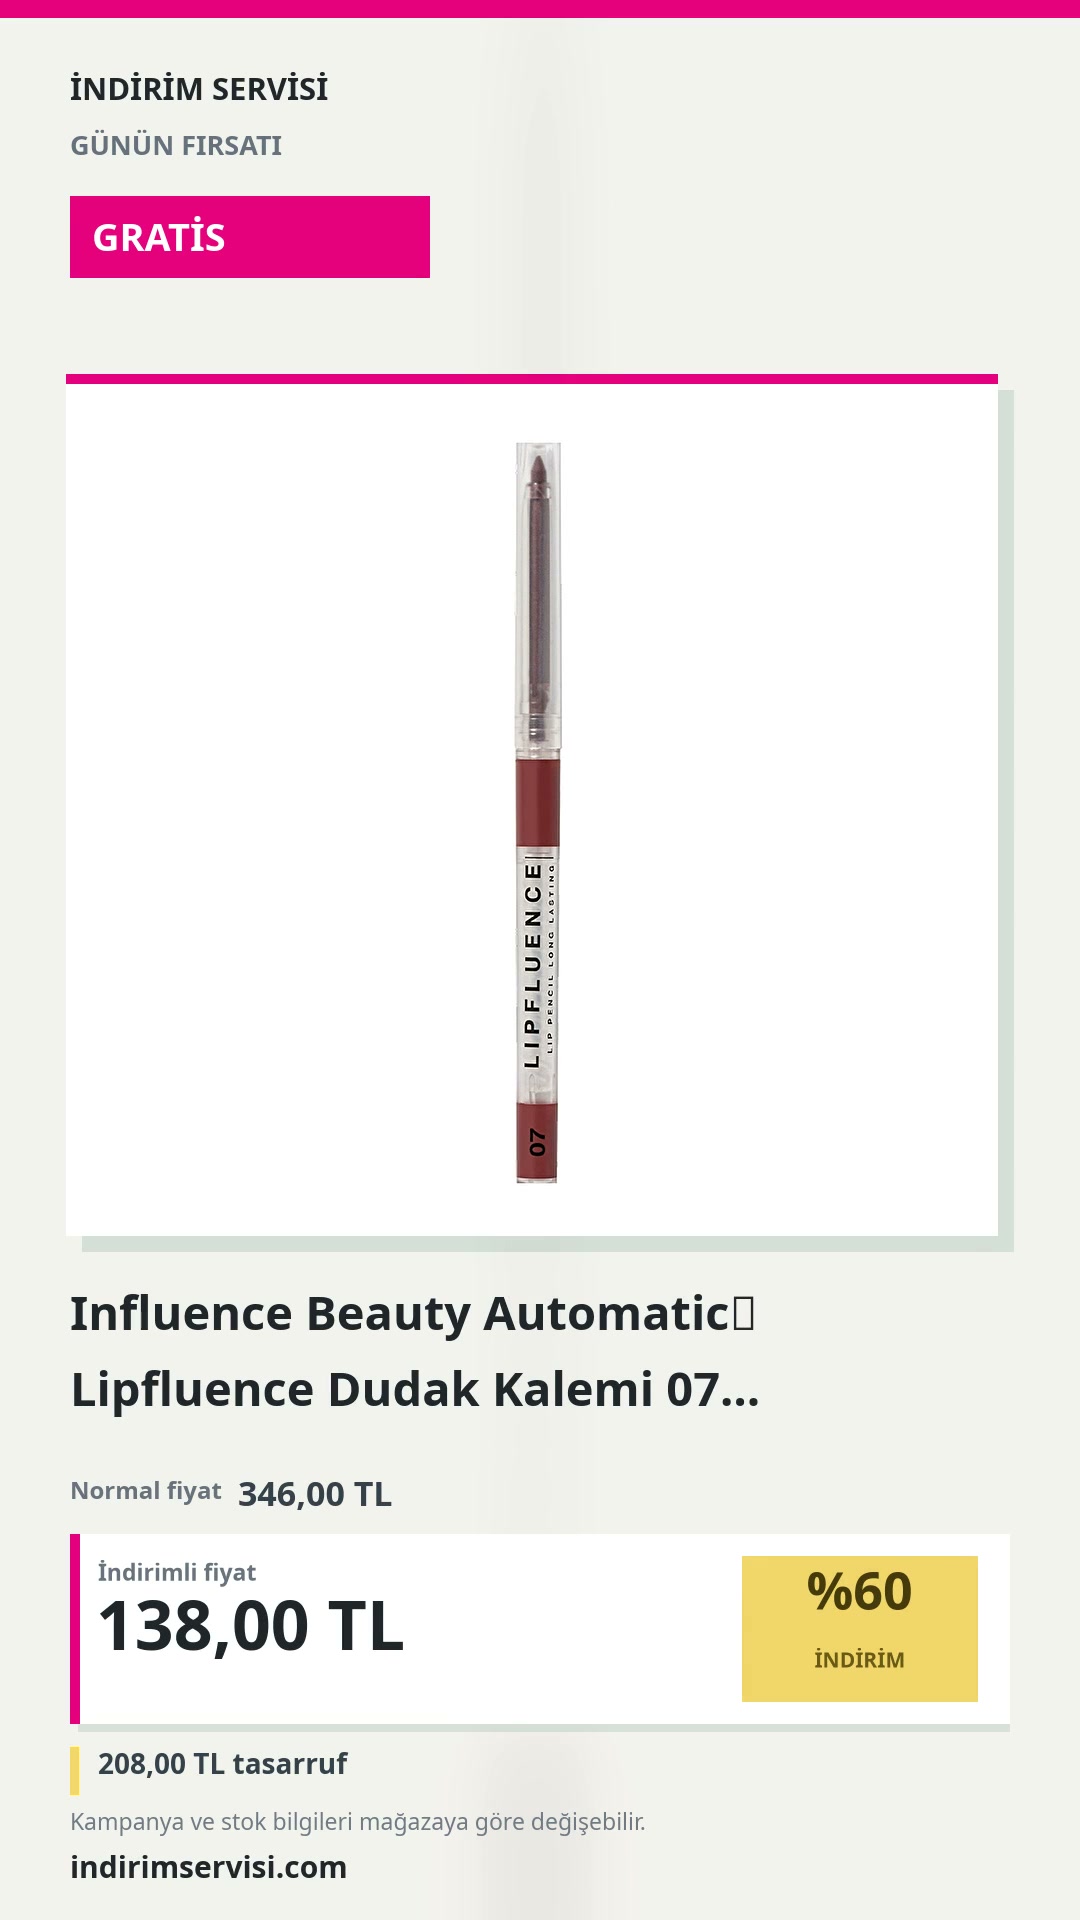 İNDİRİM SERVİSİ
GÜNÜN FIRSATI
GRATİS
LIPFLUENCE
LIP PENCIL LONG LASTING
07
Influence Beauty Automatic
Lipfluence Dudak Kalemi 07...
Normal fiyat 346,00 TL
İndirimli fiyat
138,00 TL
%60
İNDİRİM
208,00 TL tasarruf
Kampanya ve stok bilgileri mağazaya göre değişebilir.
indirimservisi.com